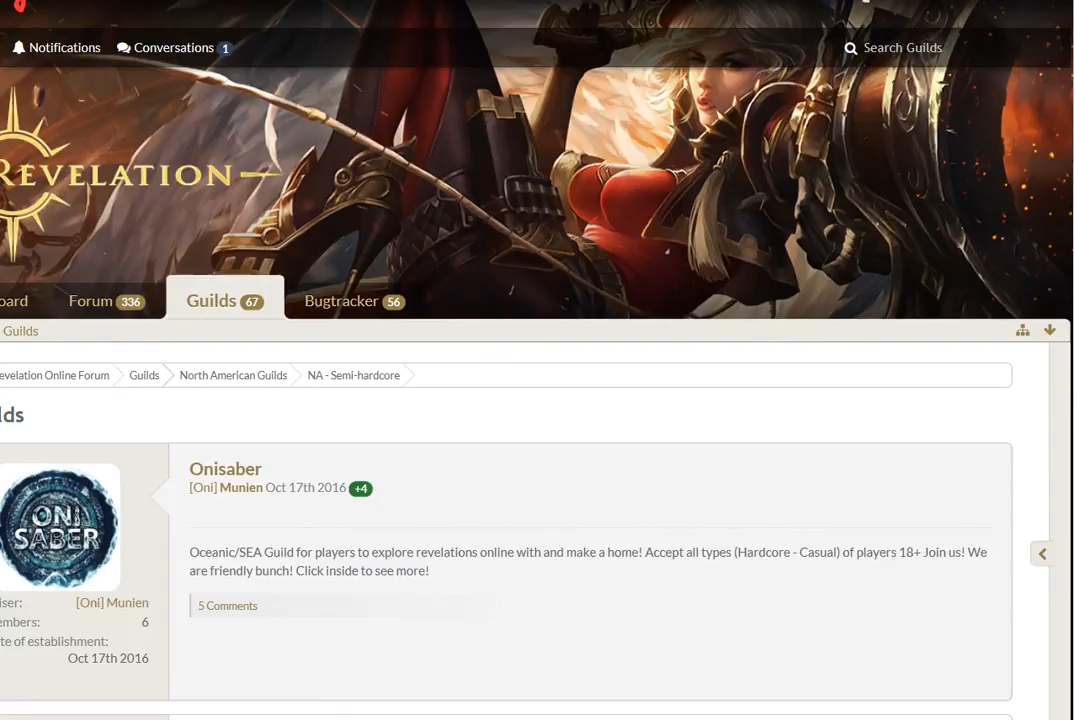 Notifications Conversations 1 Search Guilds
REVELATION
oard Forum 336 Guilds 67 Bugtracker 56
Guilds
evelation Online Forum Guilds North American Guilds NA - Semi-hardcore
lds
Onisaber
[Oni] Munien Oct 17th 2016 +4
ONI
SABER
Oceanic/SEA Guild for players to explore revelations online with and make a home! Accept all types (Hardcore - Casual) of players 18+ Join us! We
are friendly bunch! Click inside to see more!
5 Comments
iser: [Oni] Munien
embers: 6
te of establishment:
Oct 17th 2016